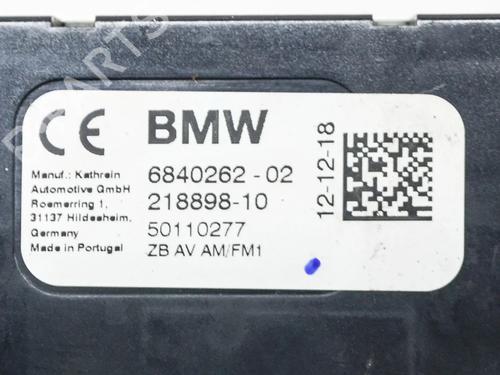 CE BMW
Manuf.: Kathrein
Automotive GmbH
Roemerring 1,
31137 Hildesheim,
Germany
Made in Portugal
6840262-02
218898-10
50110277
ZB AV AM/FM1
12-12-18